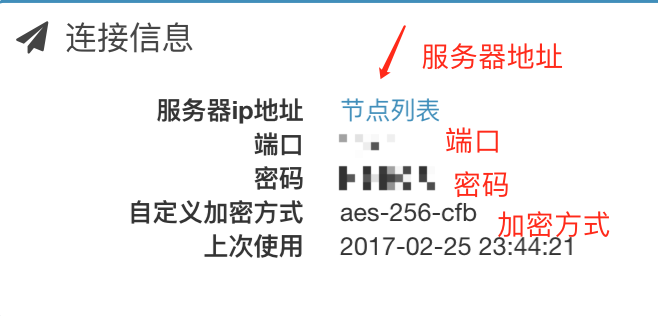 连接信息
服务器地址
服务器ip地址 节点列表
端口 端口
密码 密码
自定义加密方式 aes-256-cfb 加密方式
上次使用 2017-02-25 23:44:21